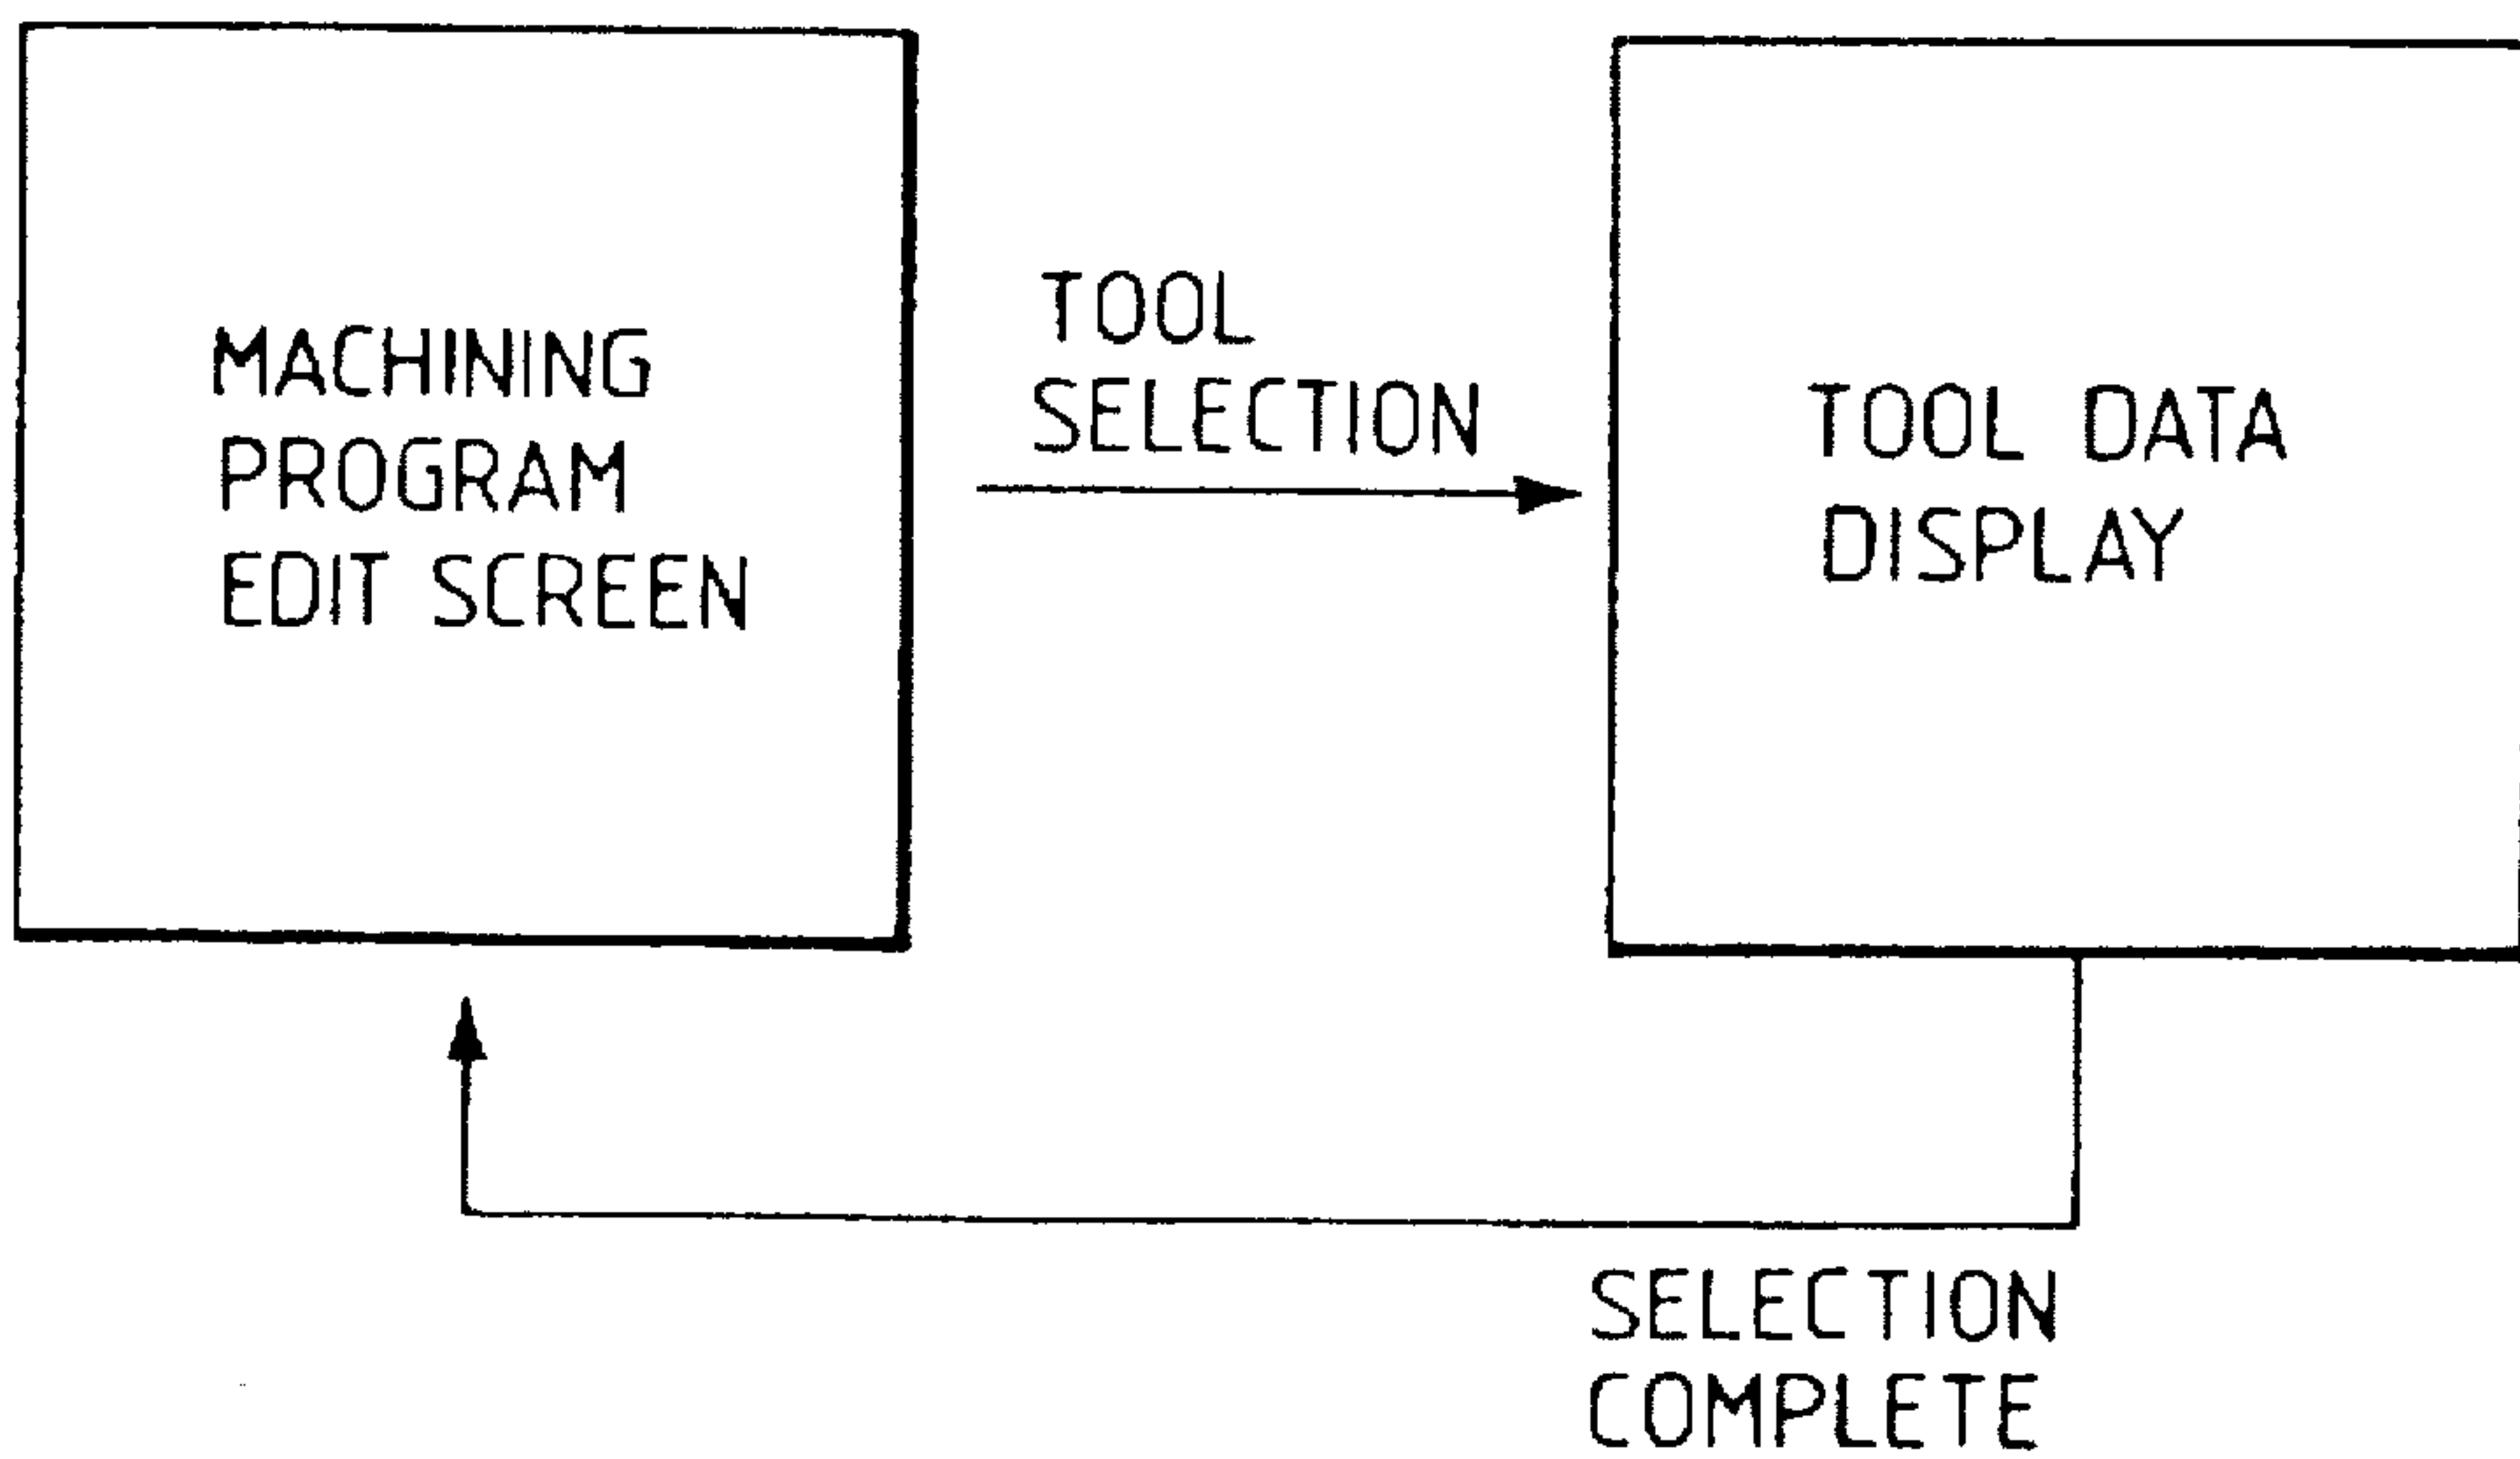 MACHINING
PROGRAM
EDIT SCREEN
TOOL
SELECTION
TOOL DATA
DISPLAY
SELECTION
COMPLETE